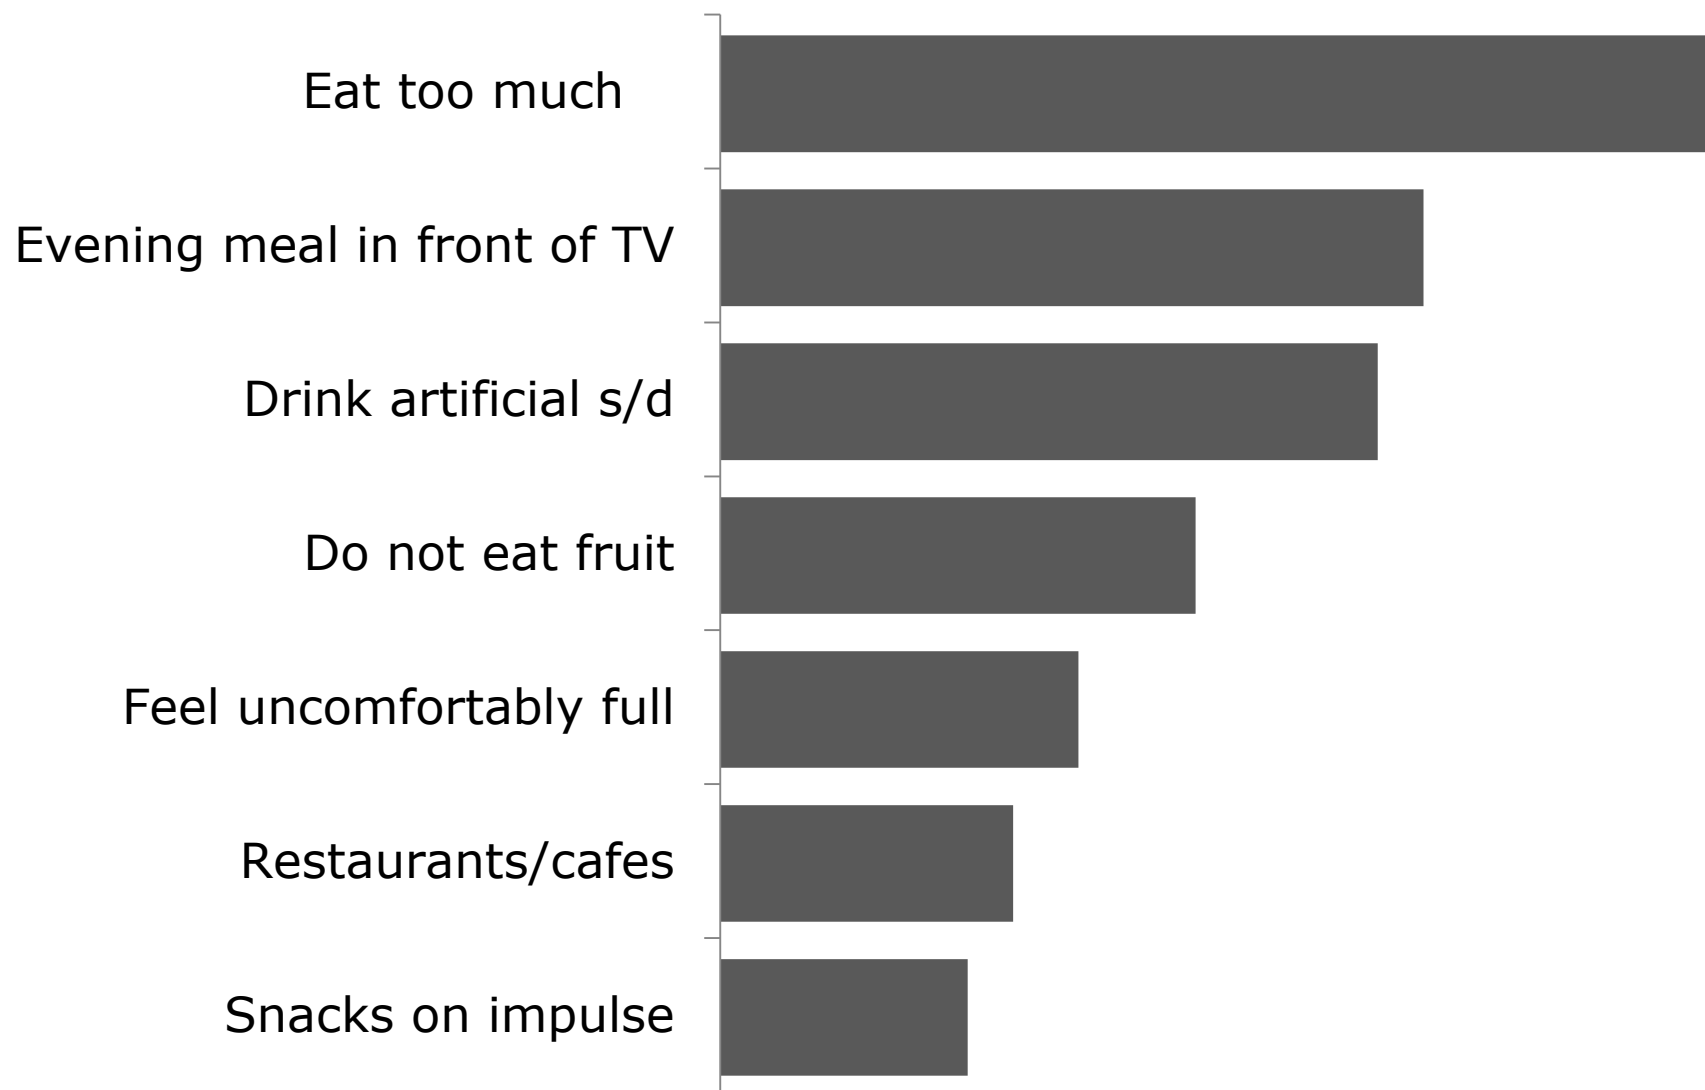 Eat too much
Evening meal in front of TV
Drink artificial s/d
Do not eat fruit
Feel uncomfortably full
Restaurants/cafes
Snacks on impulse